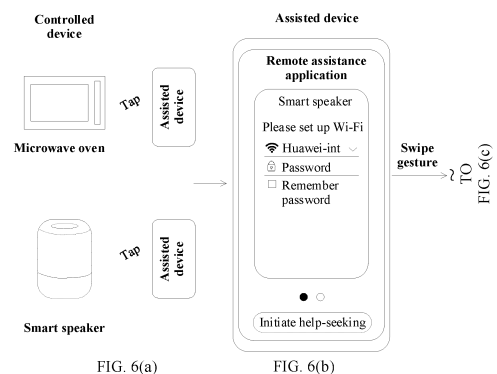 Controlled
device
Tap
Assisted
device
Microwave oven
Tap
Assisted
device
Smart speaker
FIG. 6(a)
Assisted device
Remote assistance
application
Smart speaker
Please set up Wi-Fi
Huawei-int
Password
Remember
password
Initiate help-seeking
FIG. 6(b)
Swipe
gesture
TO
FIG. 6(c)